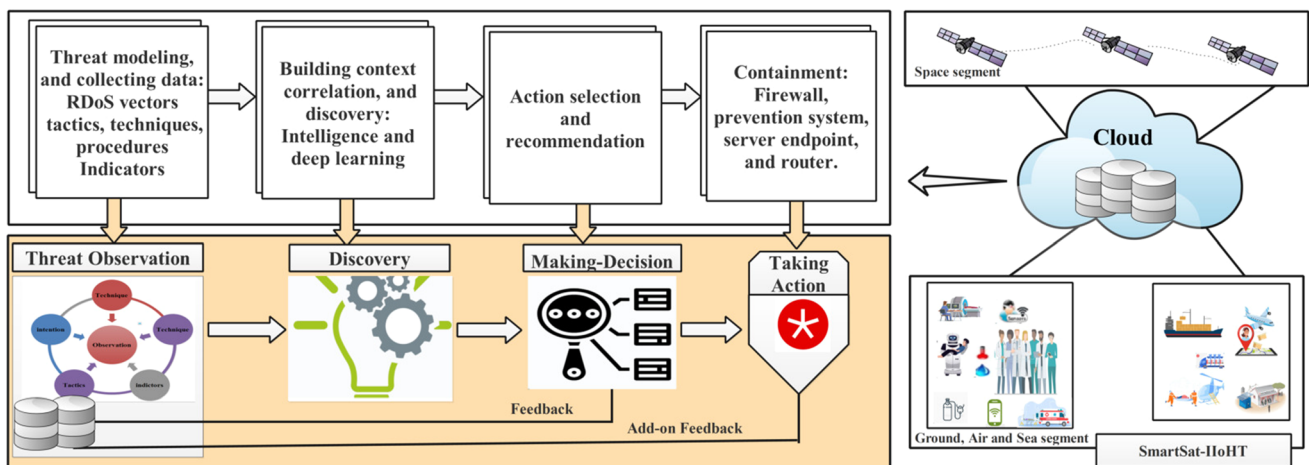 Threat modeling,
and collecting data:
RDoS vectors
tactics, techniques,
procedures
Indicators
Building context
correlation, and
discovery:
Intelligence and
deep learning
Action selection
and
recommendation
Containment:
Firewall,
prevention system,
server endpoint,
and router.
Threat Observation
Discovery
Making-Decision
Taking
Action
Technique
intention
Technique
Observation
Tactics
indictors
Feedback
Add-on Feedback
Space segment
Cloud
Ground, Air and Sea segment
SmartSat-IIoHT